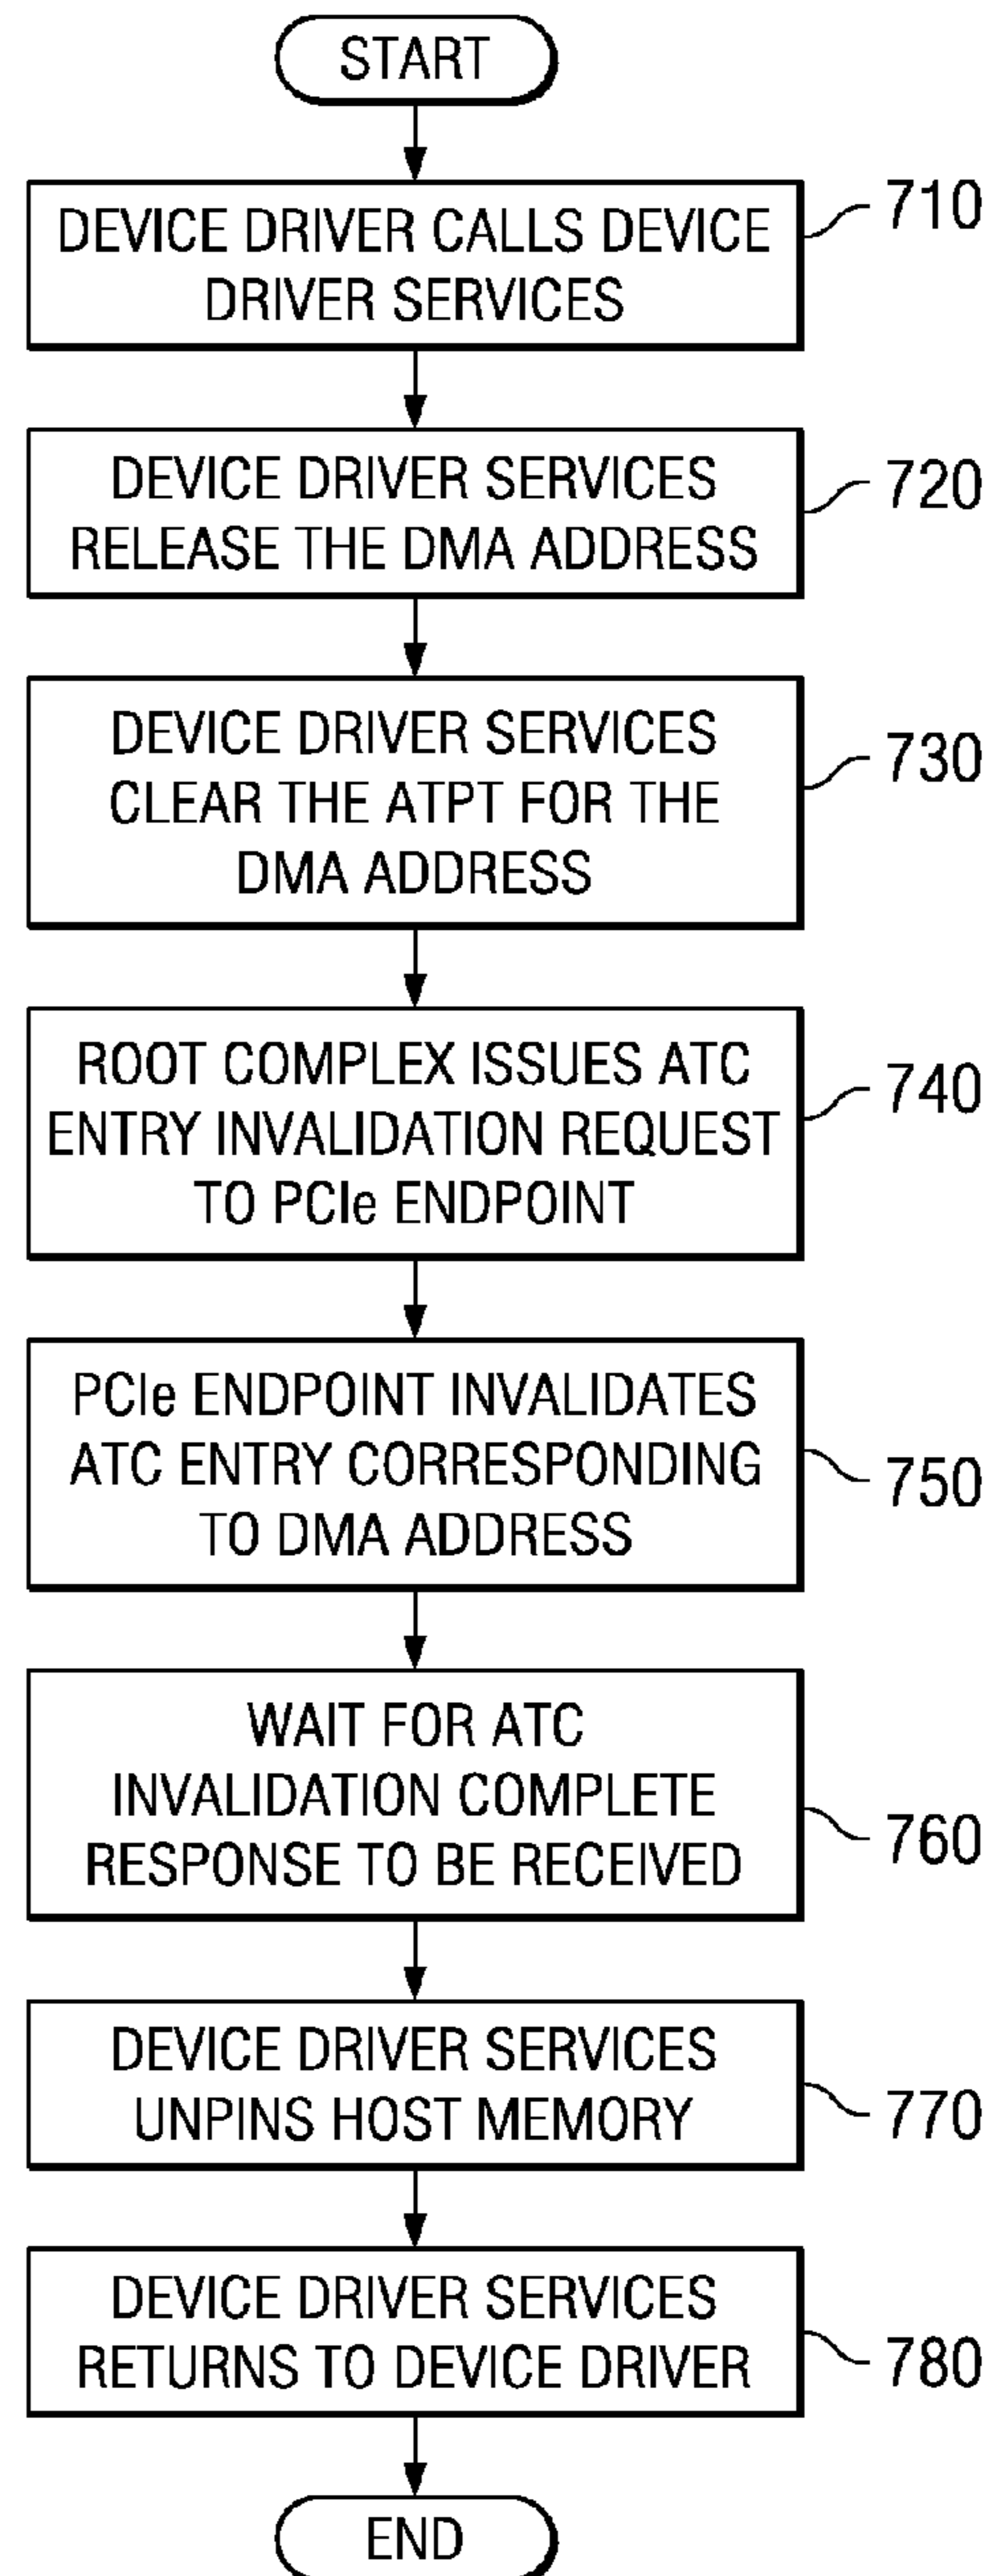 START
DEVICE DRIVER CALLS DEVICE
DRIVER SERVICES
710
DEVICE DRIVER SERVICES
RELEASE THE DMA ADDRESS
720
DEVICE DRIVER SERVICES
CLEAR THE ATPT FOR THE
DMA ADDRESS
730
ROOT COMPLEX ISSUES ATC
ENTRY INVALIDATION REQUEST
TO PCIe ENDPOINT
740
PCIe ENDPOINT INVALIDATES
ATC ENTRY CORRESPONDING
TO DMA ADDRESS
750
WAIT FOR ATC
INVALIDATION COMPLETE
RESPONSE TO BE RECEIVED
760
DEVICE DRIVER SERVICES
UNPINS HOST MEMORY
770
DEVICE DRIVER SERVICES
RETURNS TO DEVICE DRIVER
780
END